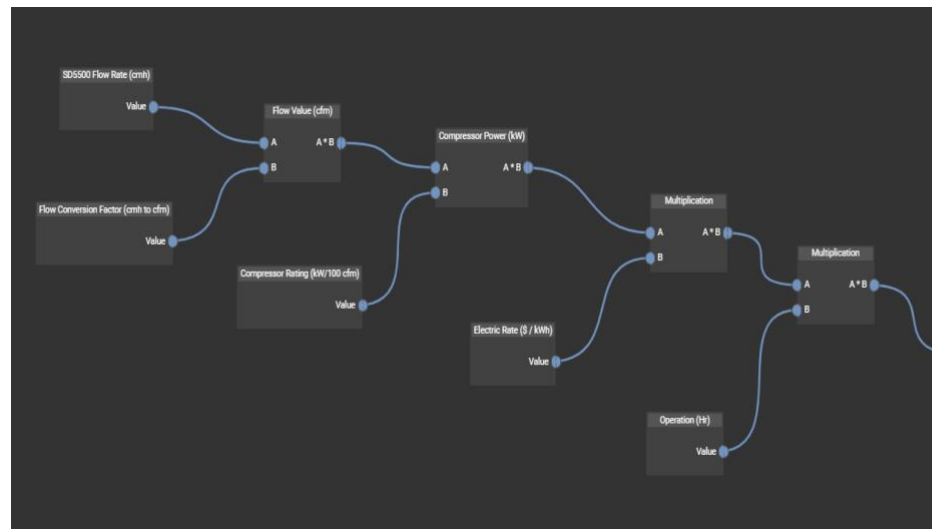 SD5500 Flow Rate (cmh)
Value
Flow Value (cfm)
A
A * B
B
Flow Conversion Factor (cmh to cfm)
Value
Compressor Power (kW)
A
A * B
B
Compressor Rating (kW/100 cfm)
Value
Multiplication
A
A * B
B
Electric Rate ($ / kWh)
Value
Multiplication
A
A * B
B
Operation (Hr)
Value